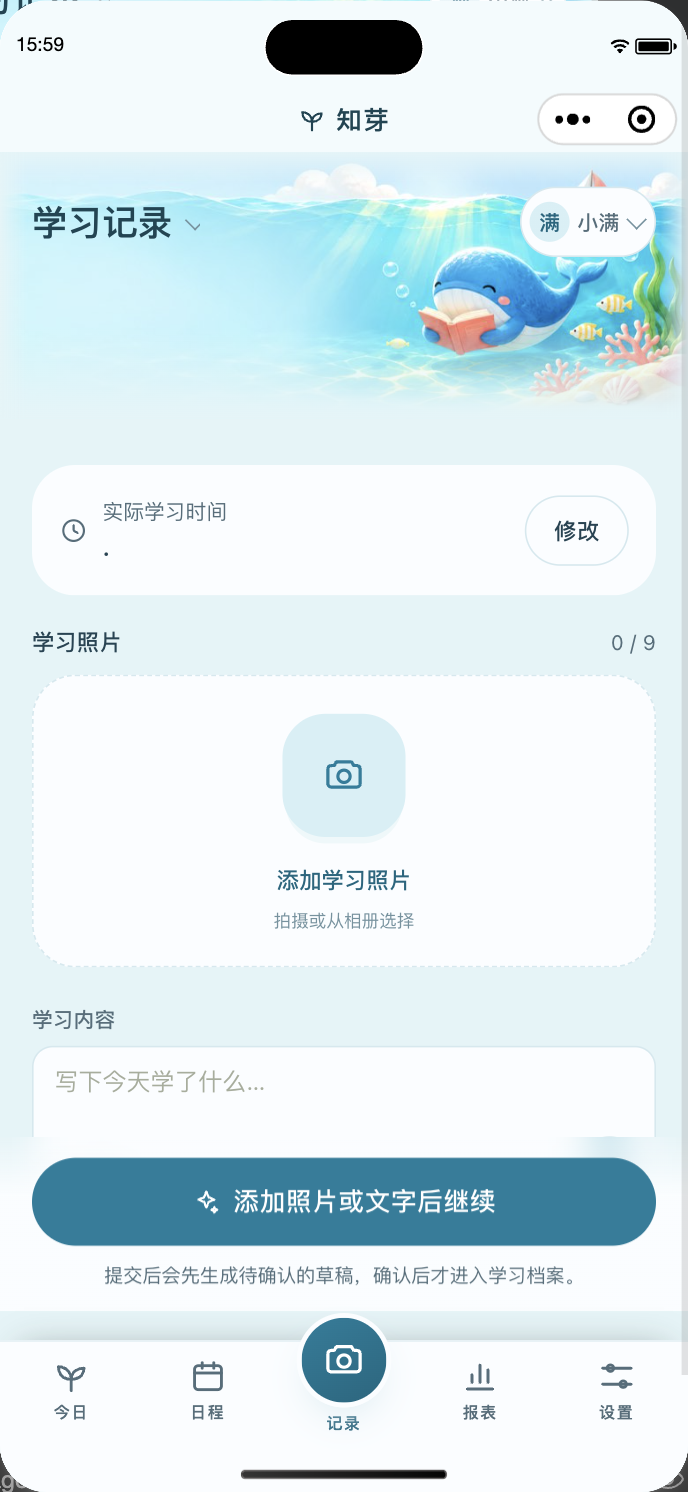 15:59
知芽
学习记录
满 小满
实际学习时间
·
修改
学习照片
0 / 9
添加学习照片
拍摄或从相册选择
学习内容
写下今天学了什么...
添加照片或文字后继续
提交后会先生成待确认的草稿，确认后才进入学习档案。
今日
日程
记录
报表
设置